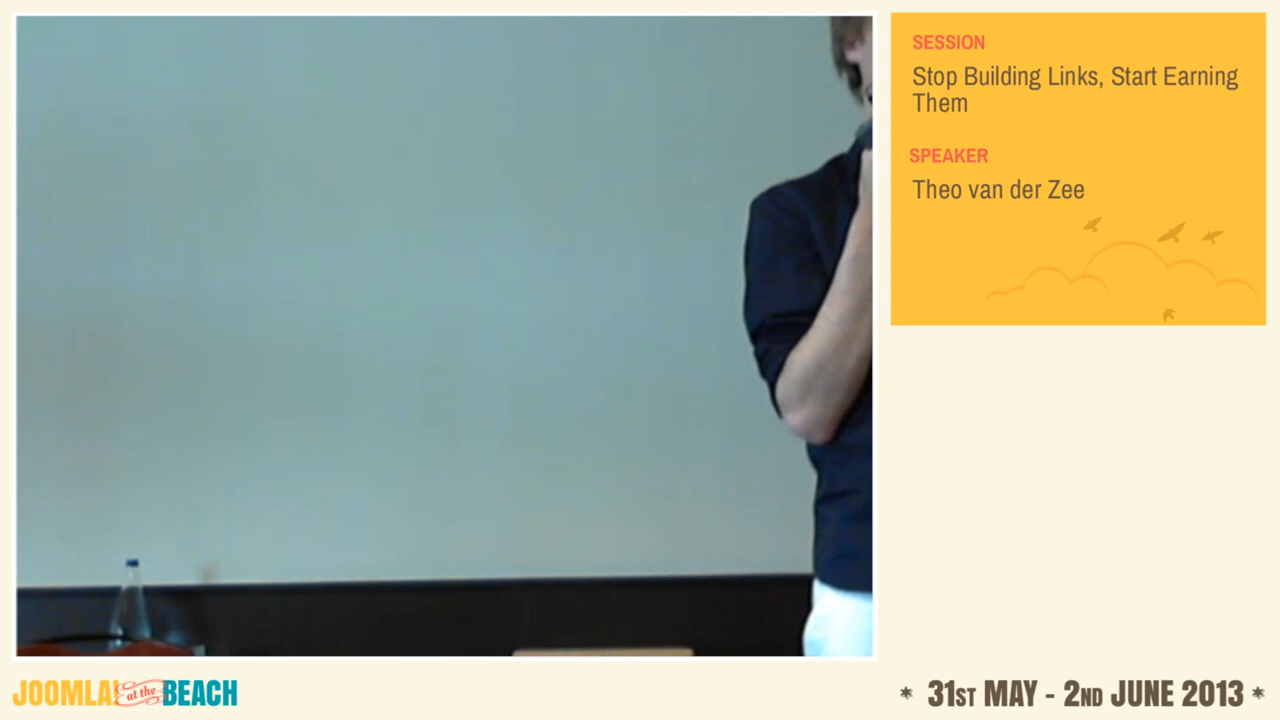 SESSION
Stop Building Links, Start Earning
Them
SPEAKER
Theo van der Zee
JOOMLA! at the BEACH
* 31ST MAY - 2ND JUNE 2013 *